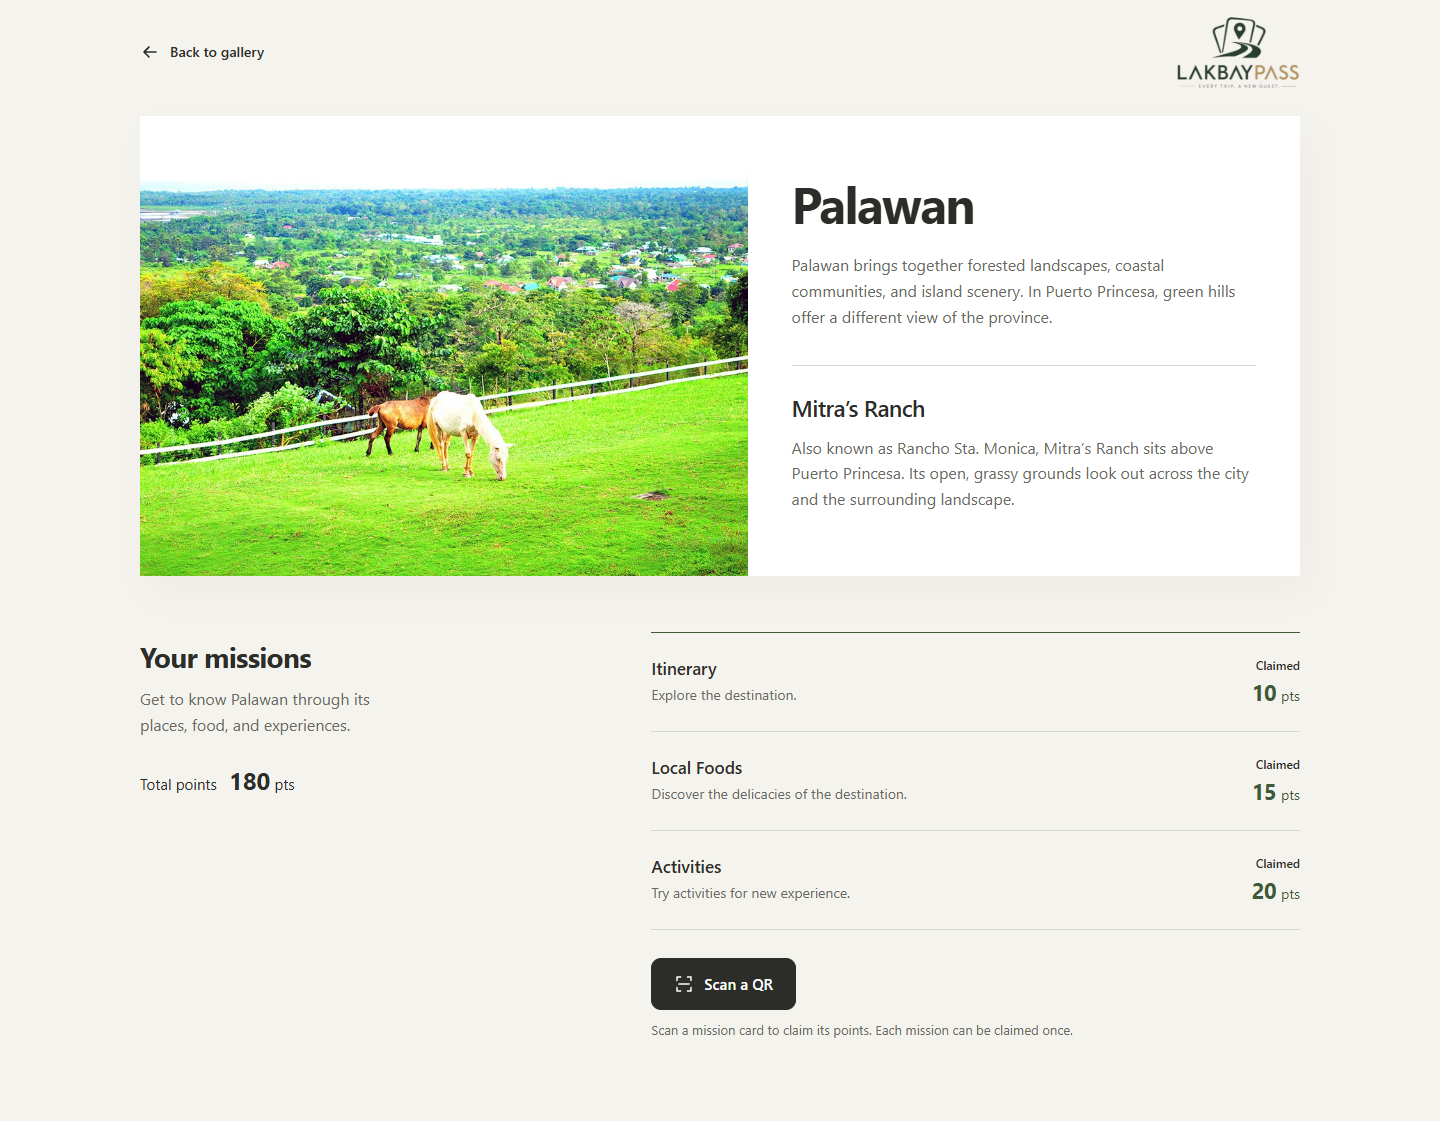 Back to gallery
LAKBAYPASS
EVERY TRIP. A NEW QUEST.
Palawan
Palawan brings together forested landscapes, coastal
communities, and island scenery. In Puerto Princesa, green hills
offer a different view of the province.
Mitra’s Ranch
Also known as Rancho Sta. Monica, Mitra’s Ranch sits above
Puerto Princesa. Its open, grassy grounds look out across the city
and the surrounding landscape.
Your missions
Get to know Palawan through its
places, food, and experiences.
Total points 180 pts
Itinerary
Explore the destination.
Claimed
10 pts
Local Foods
Discover the delicacies of the destination.
Claimed
15 pts
Activities
Try activities for new experience.
Claimed
20 pts
Scan a QR
Scan a mission card to claim its points. Each mission can be claimed once.